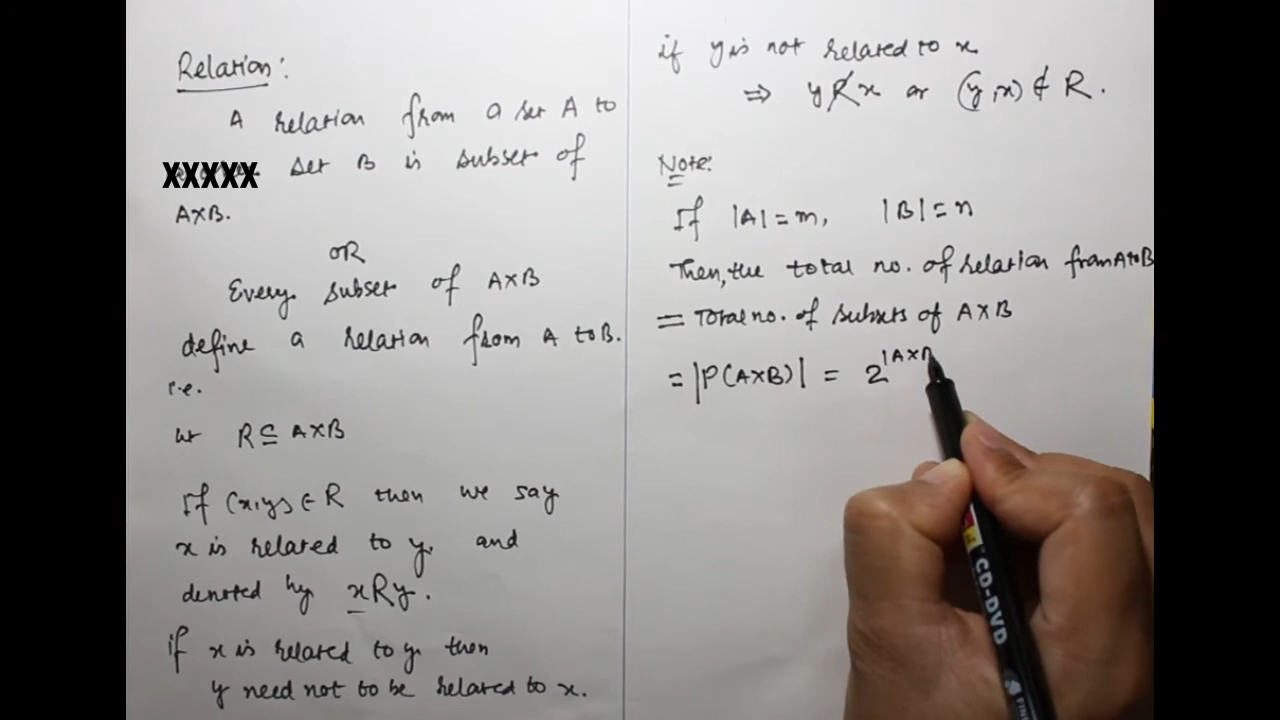 Relation:
A relation from a set A to
XXXXX set B is subset of
A×B.
OR
Every subset of A×B
define a relation from A to B.
i.e.
let R ⊆ A×B
If (x,y) ∈ R then we say
x is related to y. and
denoted by xRy.
if x is related to y. then
y need not to be related to x.
if y is not related to x
⇒ y R̸ x or (y,x) ∉ R.
Note:
If |A| = m, |B| = n
Then, the total no. of relation from A to B
= Total no. of subsets of A×B
= |P(A×B)| = 2^|A×B
CD-DVD